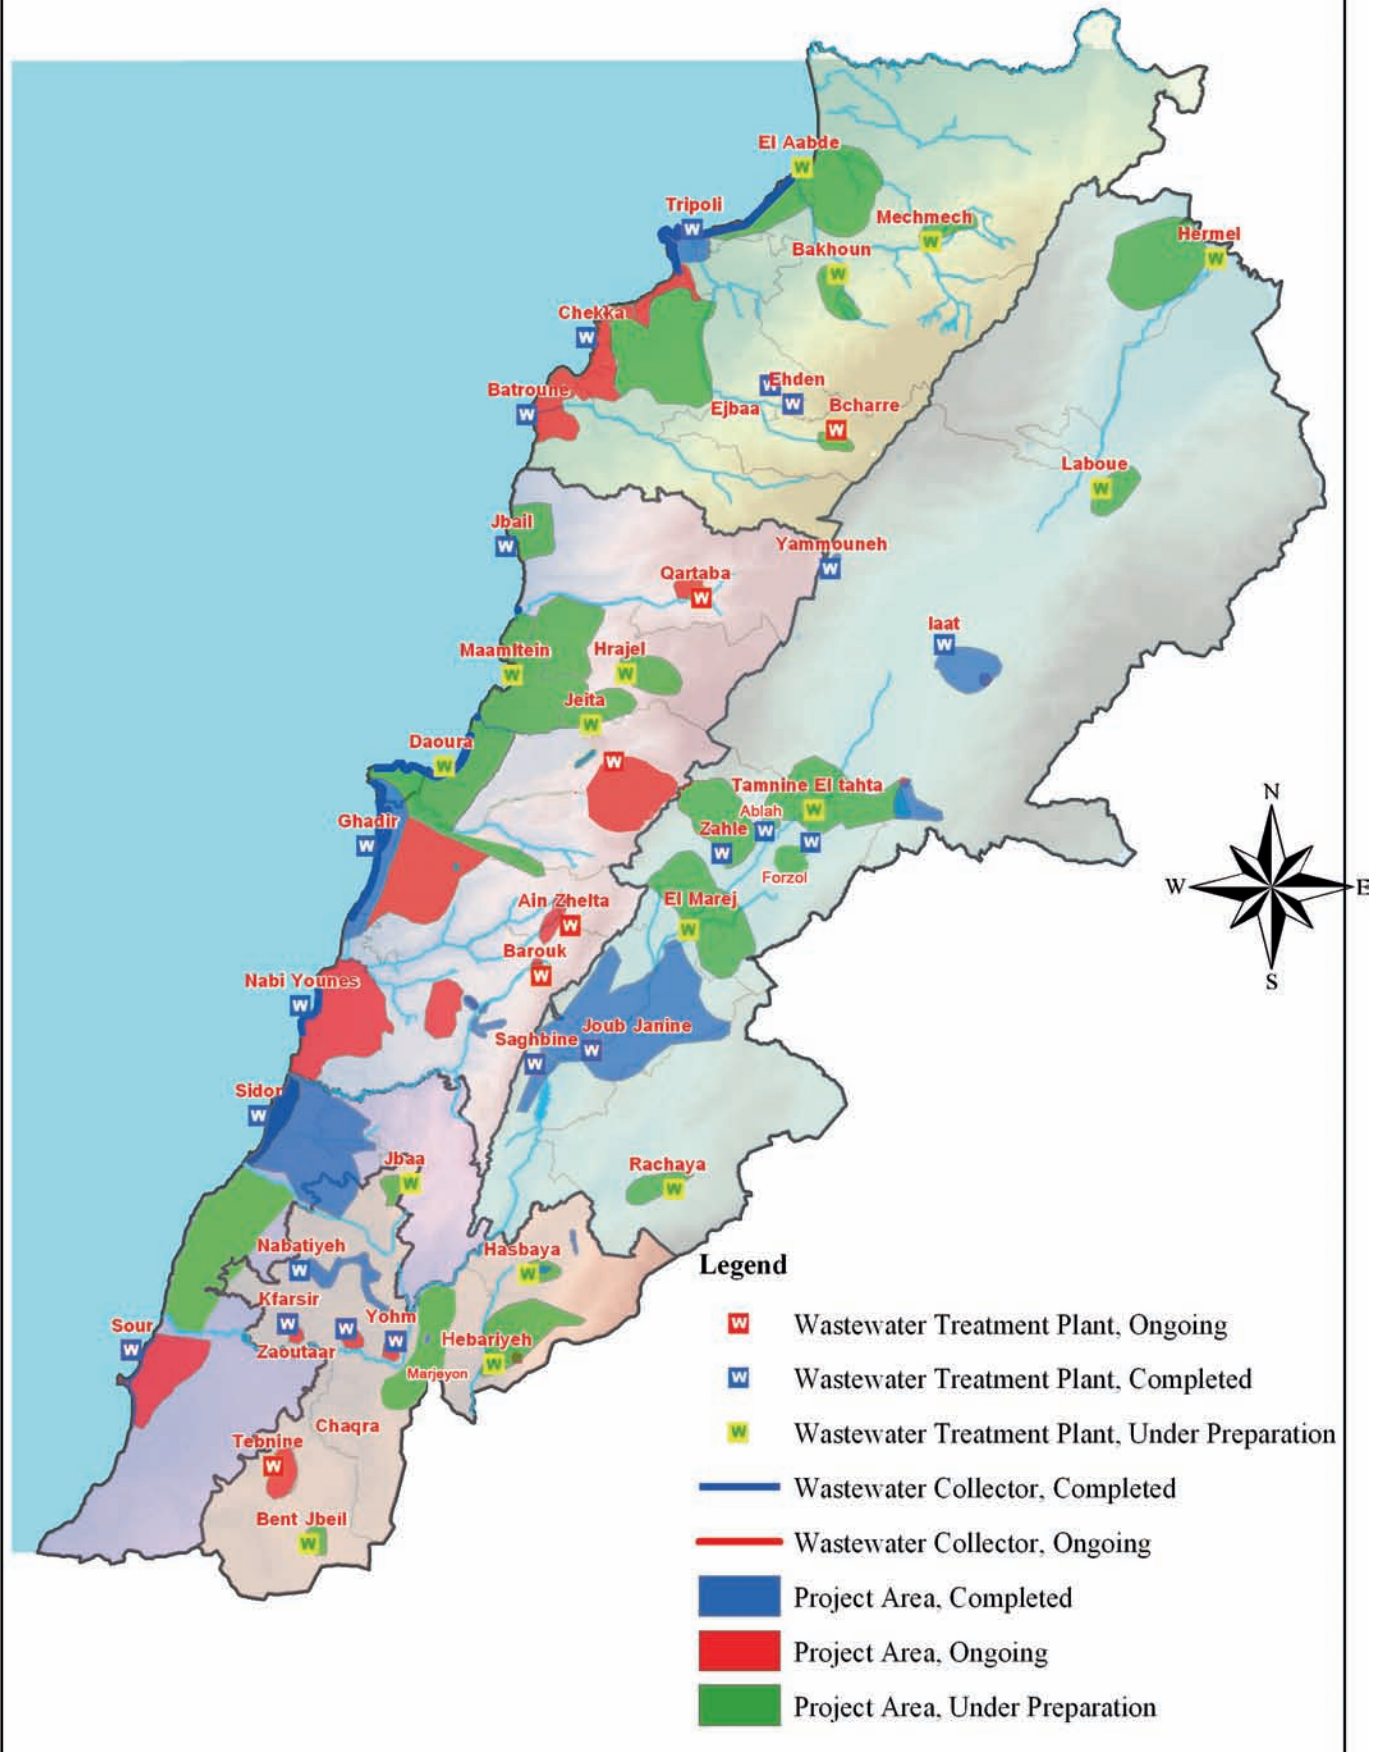 El Aabde
Tripoli
Mechmech
Hermel
Bakhoun
Chekka
Ehden
Batroune
Ejbaa
Bcharre
Laboue
Jbail
Yammouneh
Qartaba
Iaat
Maamltein
Hrajel
Jeita
Daoura
Tamnine El tahta
Ablah
Ghadir
Zahle
Forzol
Ain Zhelta
El Marej
Barouk
Nabi Younes
Joub Janine
Saghbine
Sidon
Jbaa
Rachaya
Nabatiyeh
Hasbaya
Kfarsir
Yohm
Sour
Zaoutaar
Hebariyeh
Marjeyon
Chaqra
Tebnine
Bent Jbeil
N
W
E
S
Legend
W Wastewater Treatment Plant, Ongoing
W Wastewater Treatment Plant, Completed
W Wastewater Treatment Plant, Under Preparation
Wastewater Collector, Completed
Wastewater Collector, Ongoing
Project Area, Completed
Project Area, Ongoing
Project Area, Under Preparation